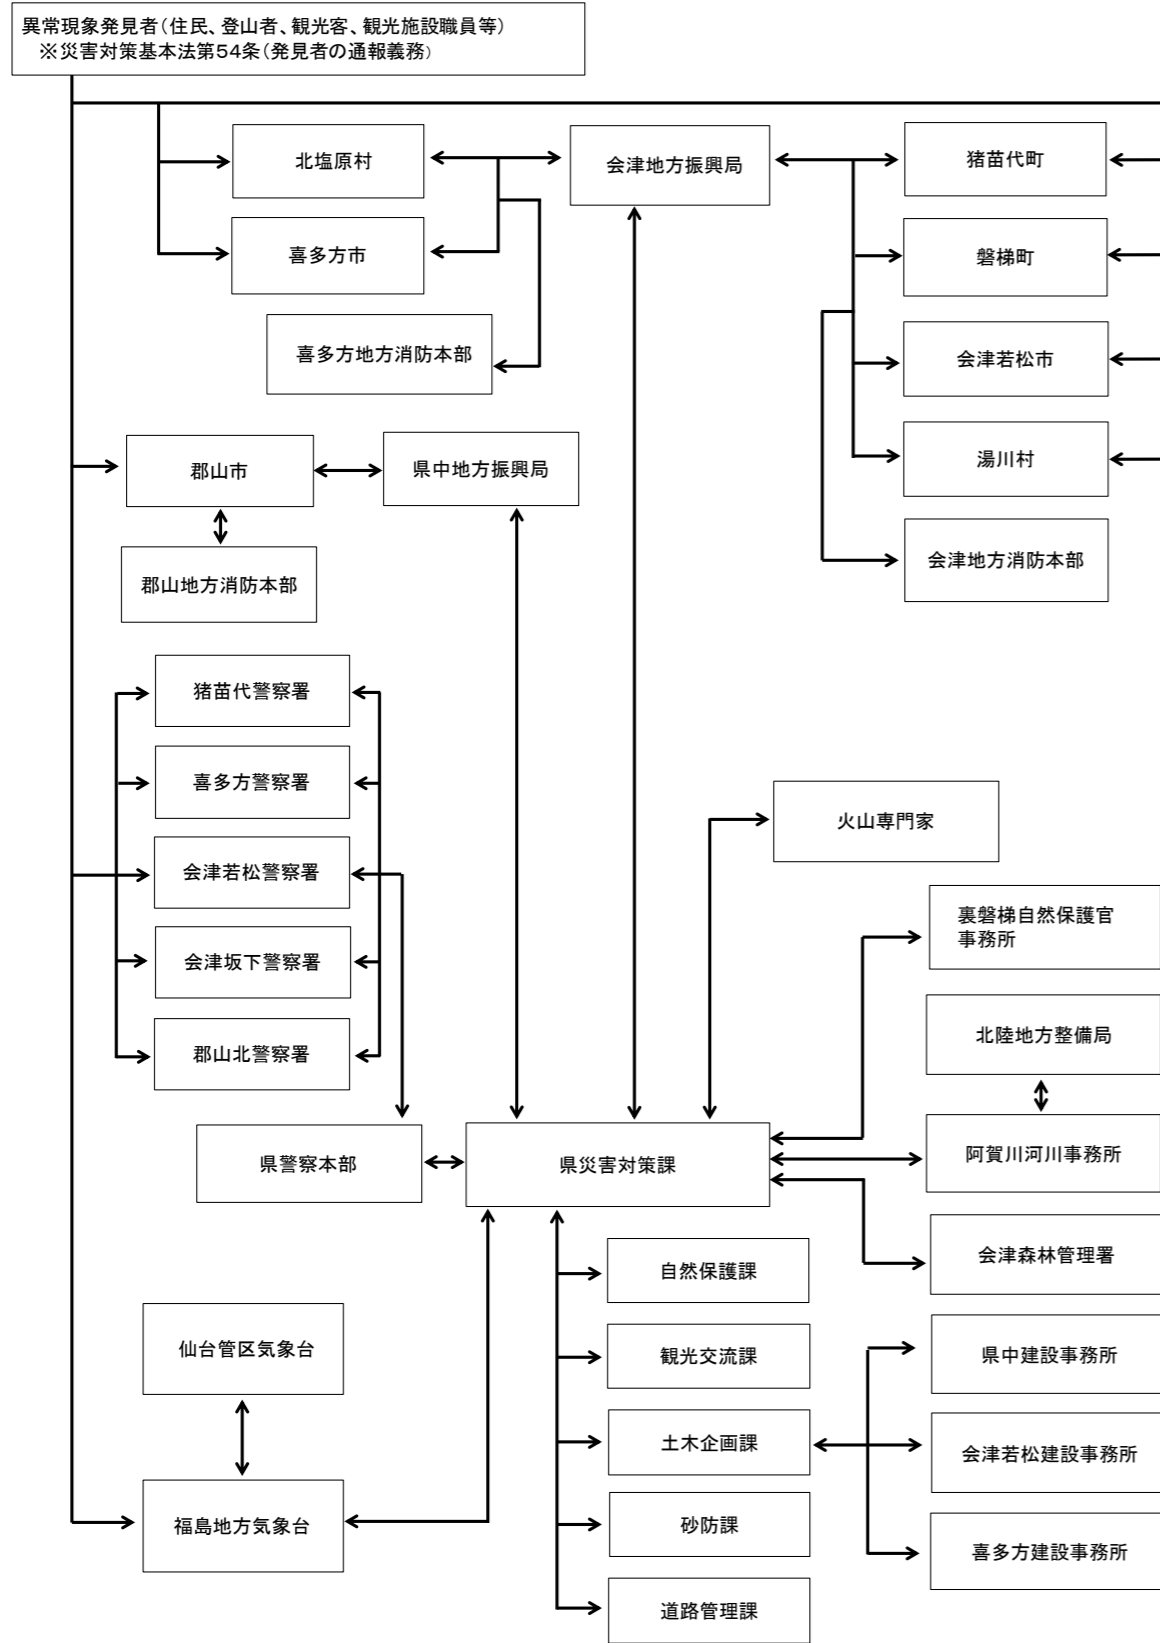 異常現象発見者(住民、登山者、観光客、観光施設職員等)
※災害対策基本法第54条(発見者の通報義務)
北塩原村
会津地方振興局
猪苗代町
喜多方市
磐梯町
喜多方地方消防本部
会津若松市
郡山市
県中地方振興局
湯川村
郡山地方消防本部
会津地方消防本部
猪苗代警察署
喜多方警察署
火山専門家
会津若松警察署
裏磐梯自然保護官
事務所
会津坂下警察署
北陸地方整備局
郡山北警察署
県警察本部
県災害対策課
阿賀川河川事務所
自然保護課
会津森林管理署
仙台管区気象台
観光交流課
県中建設事務所
土木企画課
会津若松建設事務所
福島地方気象台
砂防課
喜多方建設事務所
道路管理課